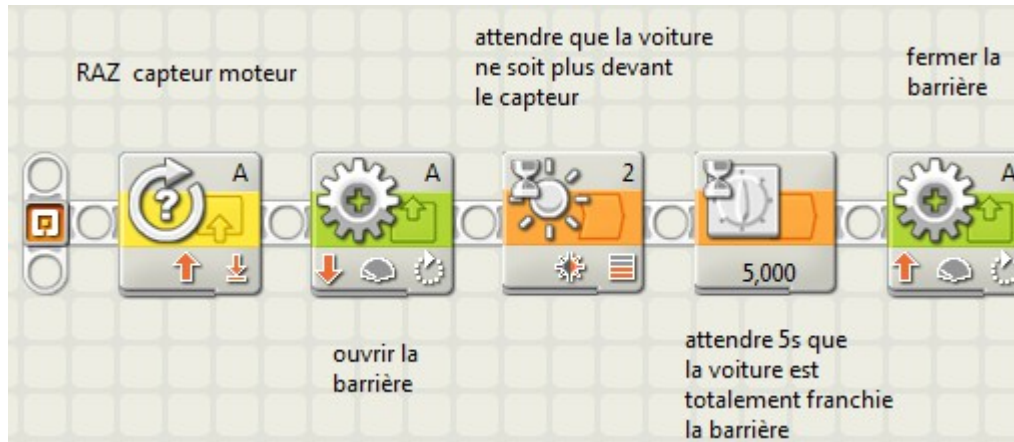 RAZ capteur moteur
attendre que la voiture
ne soit plus devant
le capteur
fermer la
barrière
A
A
2
A
?
5,000
ouvrir la
barrière
attendre 5s que
la voiture est
totalement franchie
la barrière